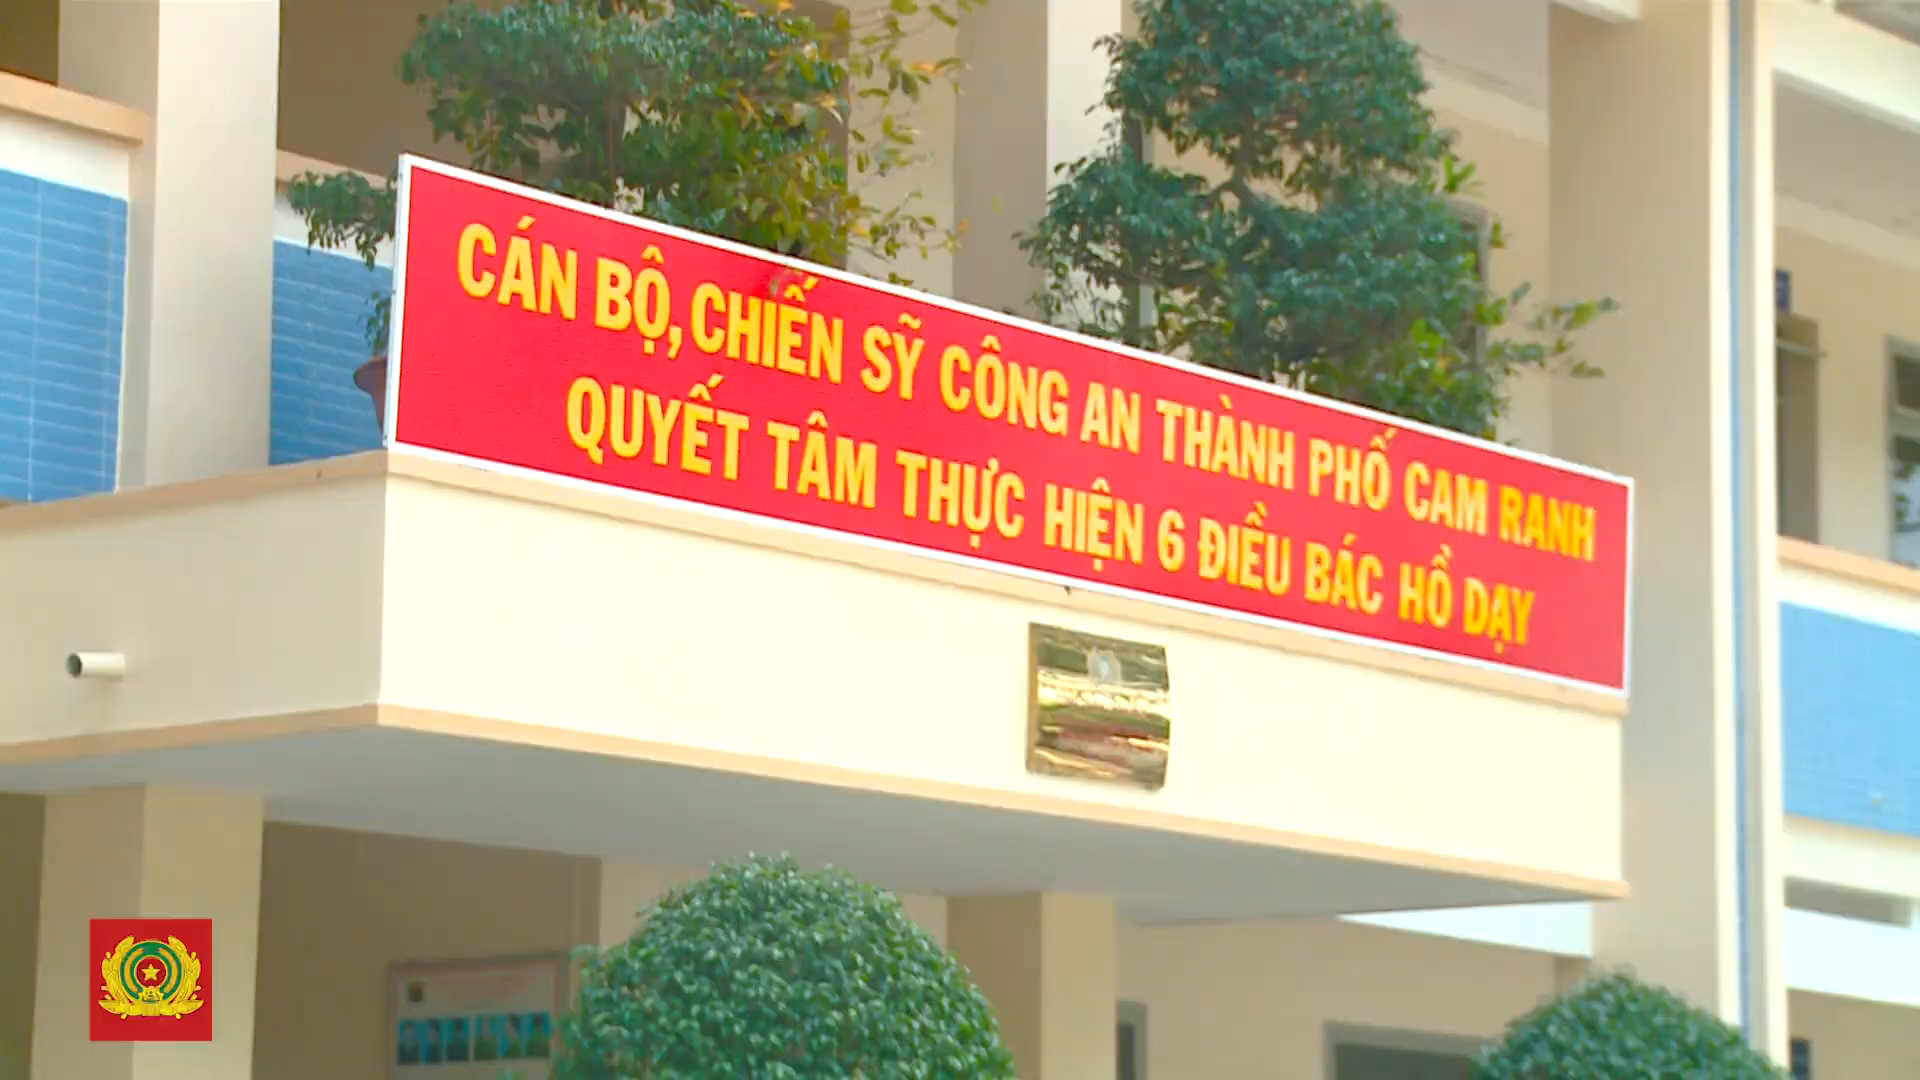 CÁN BỘ, CHIẾN SỸ CÔNG AN THÀNH PHỐ CAM RANH
QUYẾT TÂM THỰC HIỆN 6 ĐIỀU BÁC HỒ DẠY